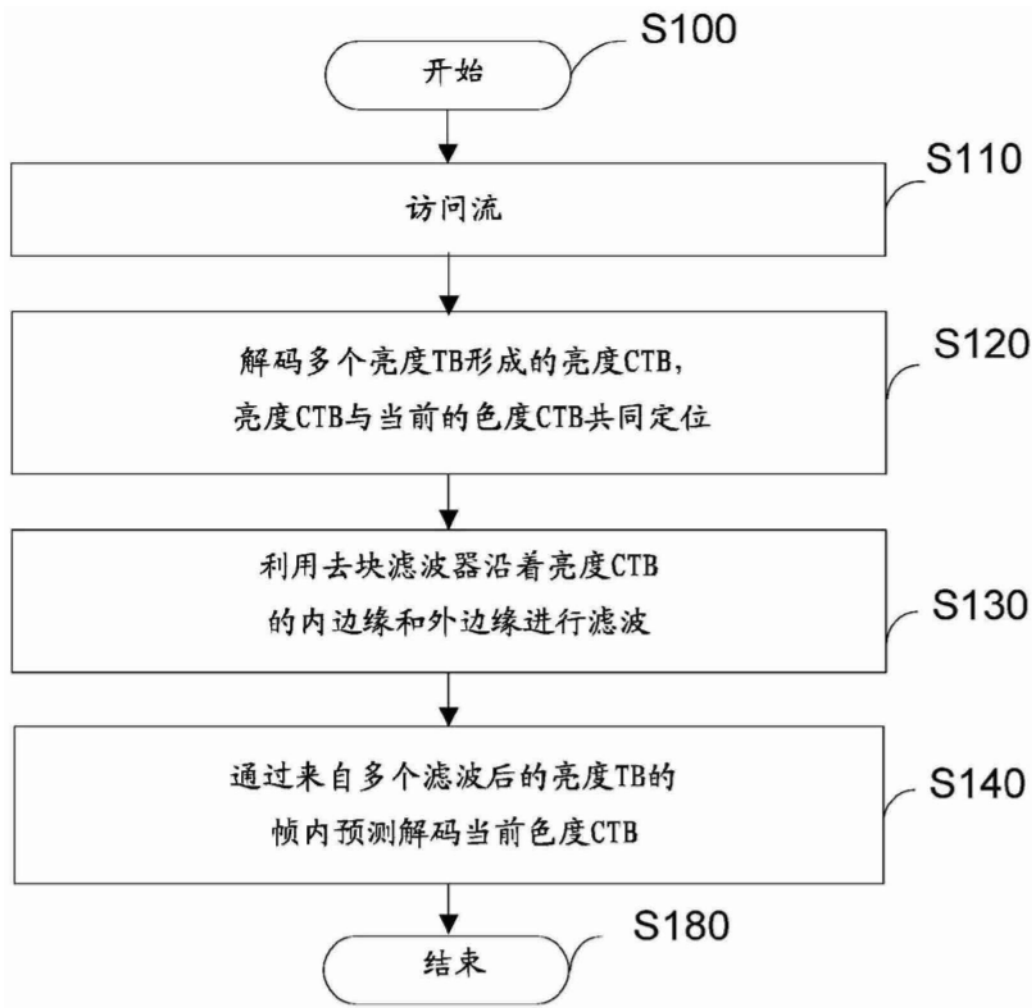 S100
开始
S110
访问流
S120
解码多个亮度TB形成的亮度CTB，
亮度CTB与当前的色度CTB共同定位
利用去块滤波器沿着亮度CTB
的内边缘和外边缘进行滤波
S130
通过来自多个滤波后的亮度TB的
帧内预测解码当前色度CTB
S140
S180
结束